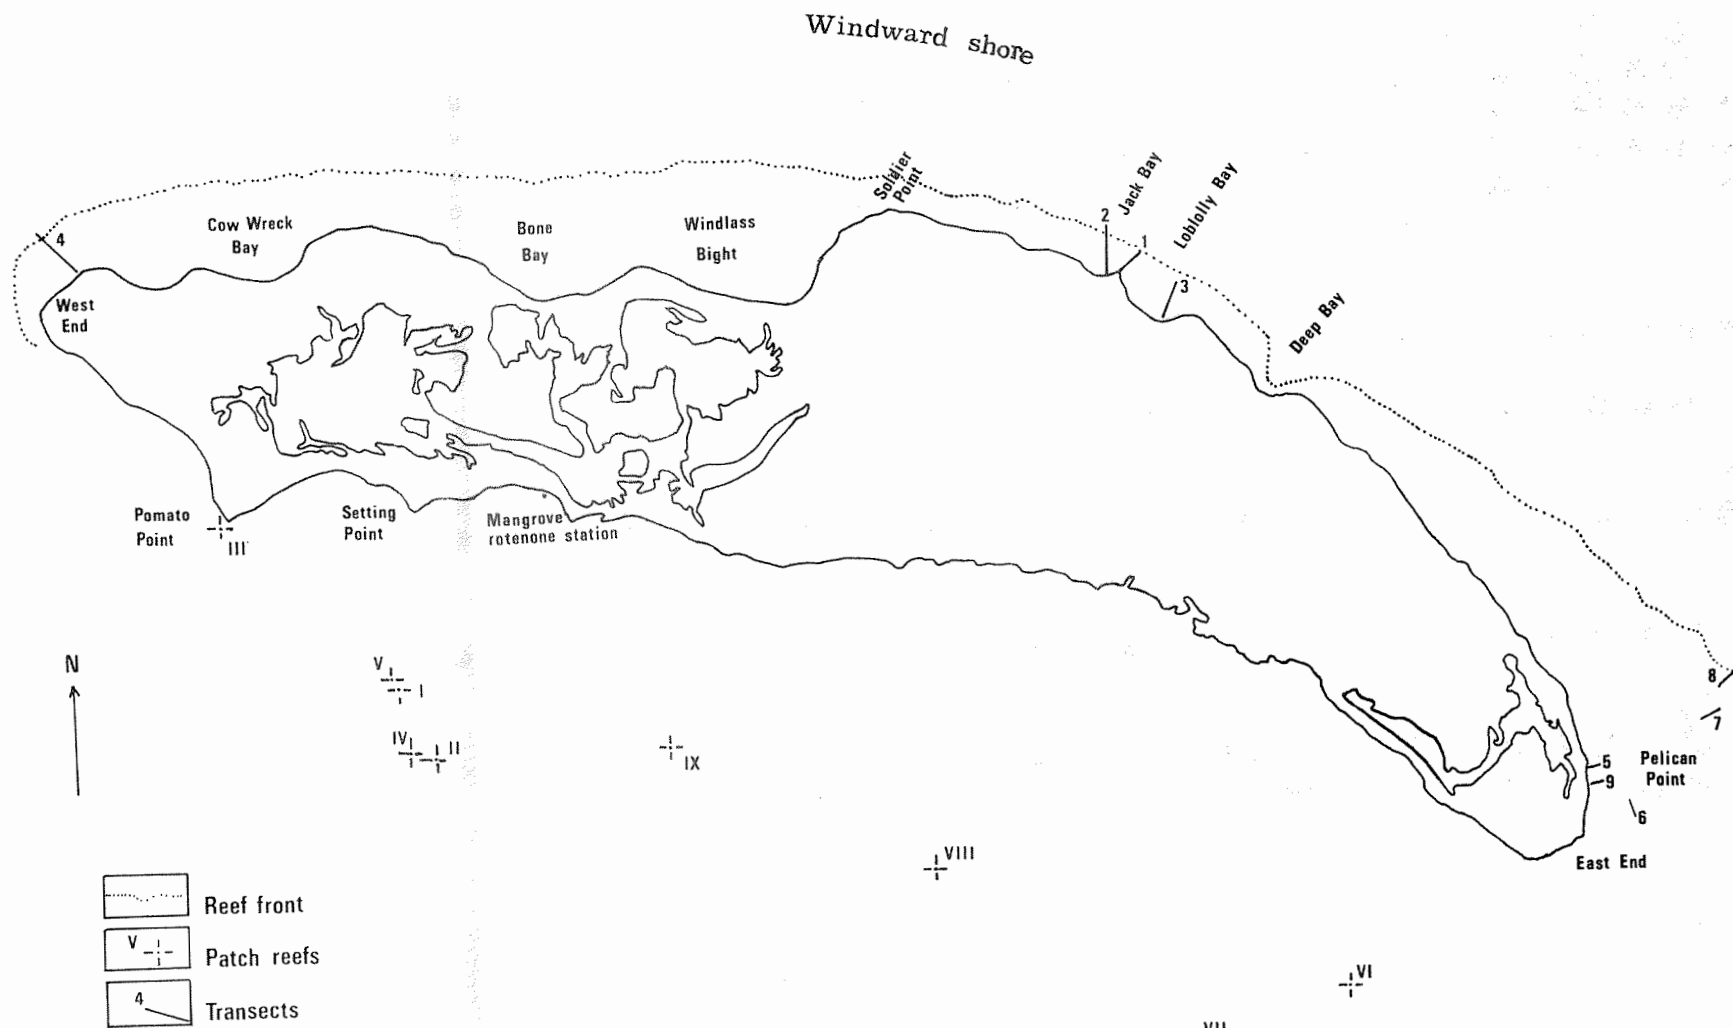 Windward shore
Soldier
Point
Jack Bay
Loblolly Bay
2
1
3
4
Cow Wreck
Bay
Bone
Bay
Windlass
Bight
West
End
Deep Bay
Pomato
Point
III
Setting
Point
Mangrove
rotenone station
N
V
I
IV
II
IX
8
7
5
9
Pelican
Point
6
East End
VIII
VI
VII
Reef front
V
Patch reefs
4
Transects